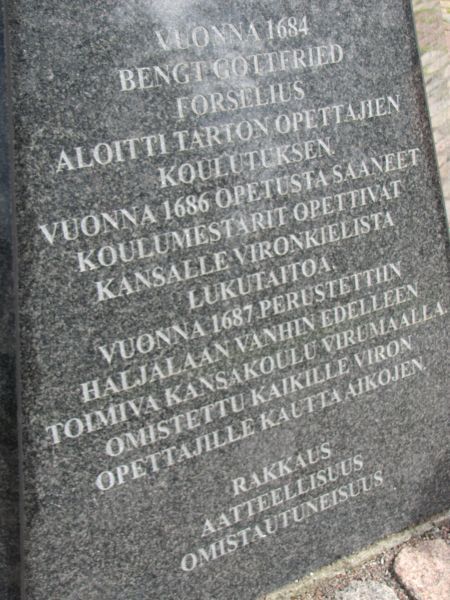 VUONNA 1684
BENGT GOTTFRIED
FORSELIUS
ALOITTI TARTON OPETTAJIEN
KOULUTUKSEN.
VUONNA 1686 OPETUSTA SAANEET
KOULUMESTARIT OPETTIVAT
KANSALLE VIRONKIELISTA
LUKUTAITOA.
VUONNA 1687 PERUSTETTIIN
HALJALAAN VANHIN EDELLEEN
TOIMIVA KANSAKOULU VIRUMAALLA.
OMISTETTU KAIKILLE VIRON
OPETTAJILLE KAUTTA AIKOJEN.
RAKKAUS
AATTEELLISUUS
OMISTAUTUNEISUUS